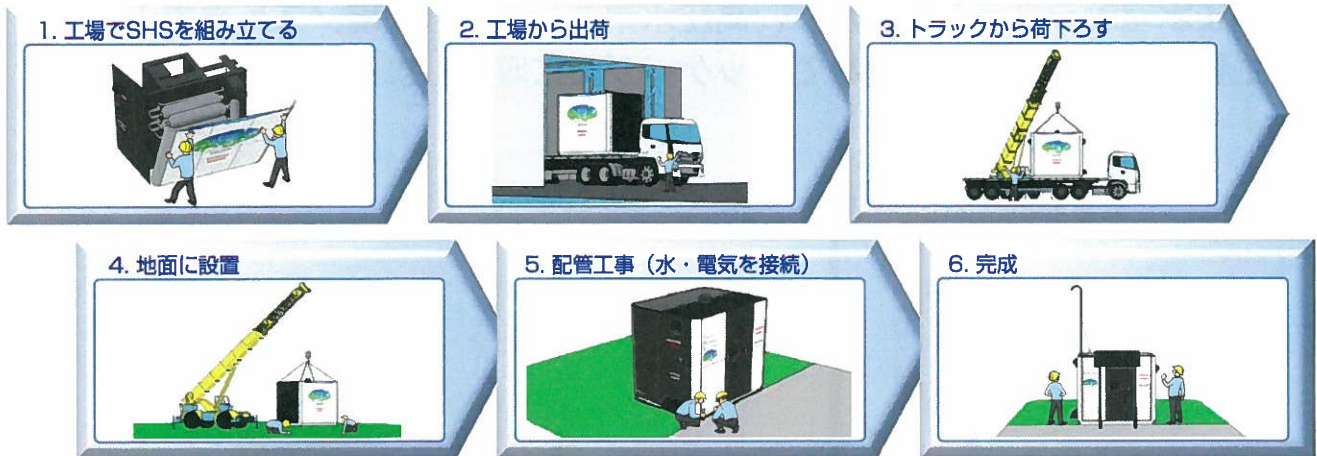 1. 工場でSHSを組み立てる
2. 工場から出荷
3. トラックから荷下ろす
4. 地面に設置
5. 配管工事（水・電気を接続）
6. 完成